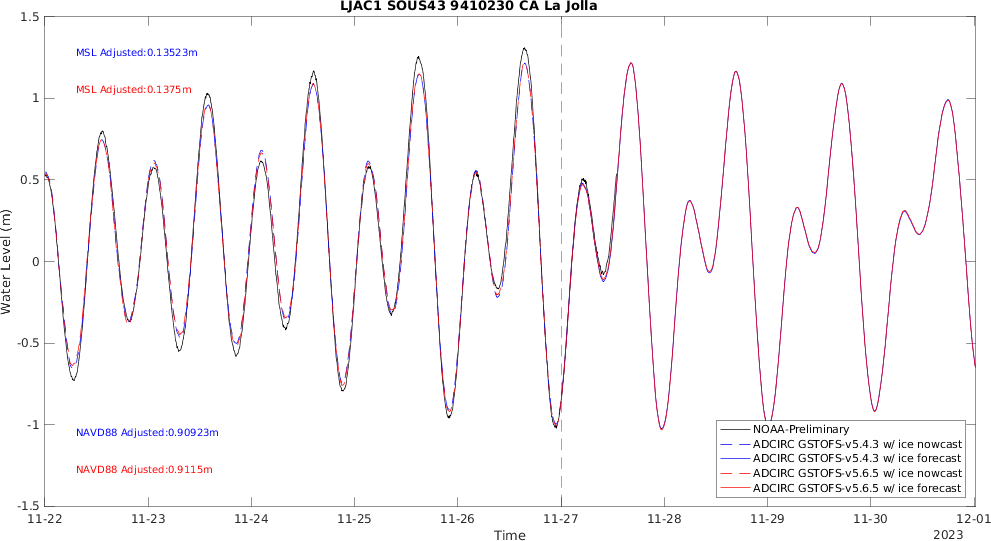 LJAC1 SOUS43 9410230 CA La Jolla
1.5
1
0.5
0
-0.5
-1
-1.5
Water Level (m)
MSL Adjusted:0.13523m
MSL Adjusted:0.1375m
NAVD88 Adjusted:0.90923m
NAVD88 Adjusted:0.9115m
NOAA-Preliminary
ADCIRC GSTOFS-v5.4.3 w/ ice nowcast
ADCIRC GSTOFS-v5.4.3 w/ ice forecast
ADCIRC GSTOFS-v5.6.5 w/ ice nowcast
ADCIRC GSTOFS-v5.6.5 w/ ice forecast
11-22 11-23 11-24 11-25 11-26 11-27 11-28 11-29 11-30 12-01
Time
2023